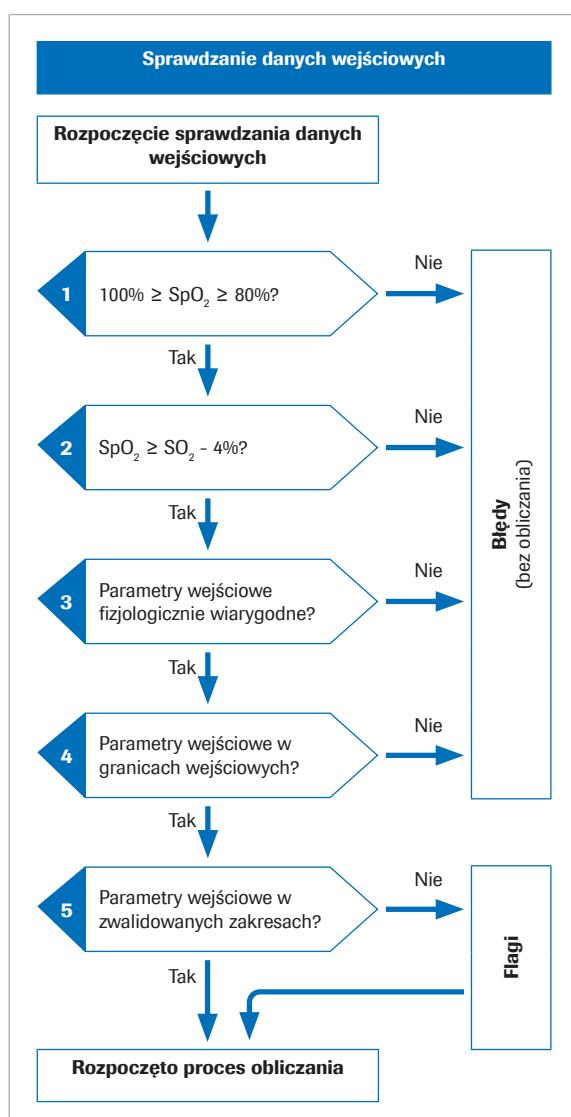 Sprawdzanie danych wejściowych
Rozpoczęcie sprawdzania danych
wejściowych
Nie
1
100% ≥ SpO₂ ≥ 80%?
Tak
Nie
2
SpO₂ ≥ SO₂ - 4%?
Tak
Błędy
(bez obliczania)
Nie
3
Parametry wejściowe
fizjologicznie wiarygodne?
Tak
Nie
4
Parametry wejściowe w
granicach wejściowych?
Tak
Nie
5
Parametry wejściowe w
zwalidowanych zakresach?
Flagi
Tak
Rozpoczęto proces obliczania